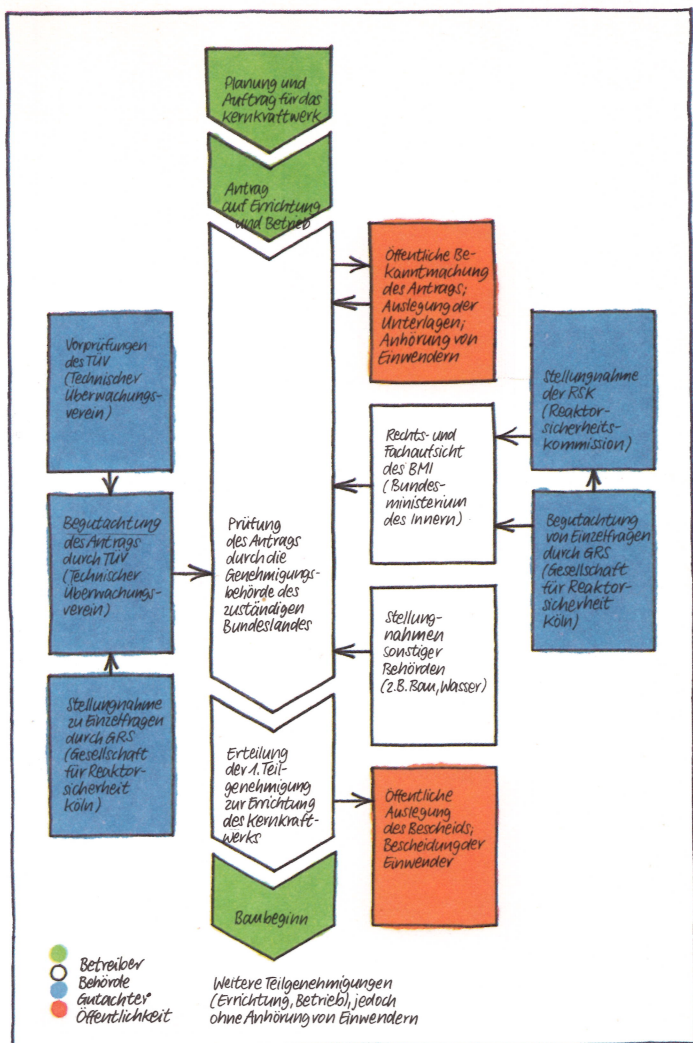 Planung und
Auftrag für das
Kernkraftwerk
Antrag
auf Errichtung
und Betrieb
Öffentliche Be-
kanntmachung
des Antrags;
Auslegung der
Unterlagen;
Anhörung von
Einwendern
Vorprüfungen
des TÜV
(Technischer
Überwachungs-
verein)
Stellungnahme
der RSK
(Reaktor-
sicherheits-
kommission)
Rechts- und
Fachaufsicht
des BMI
(Bundes-
ministerium
des Innern)
Begutachtung
des Antrags
durch TÜV
(Technischer
Überwachungs-
verein)
Prüfung
des Antrags
durch die
Genehmigungs-
behörde des
zuständigen
Bundeslandes
Begutachtung
von Einzelfragen
durch GRS
(Gesellschaft
für Reaktor-
sicherheit
Köln)
Stellung-
nahmen
sonstiger
Behörden
(z.B. Bau, Wasser)
Stellungnahme
zu Einzelfragen
durch GRS
(Gesellschaft
für Reaktor-
sicherheit
Köln)
Erteilung
der 1. Teil-
genehmigung
zur Errichtung
des Kernkraft-
werks
Öffentliche
Auslegung
des Bescheids;
Bescheidung der
Einwender
Baubeginn
Betreiber
Behörde
Gutachter
Öffentlichkeit
Weitere Teilgenehmigungen
(Errichtung, Betrieb), jedoch
ohne Anhörung von Einwendern